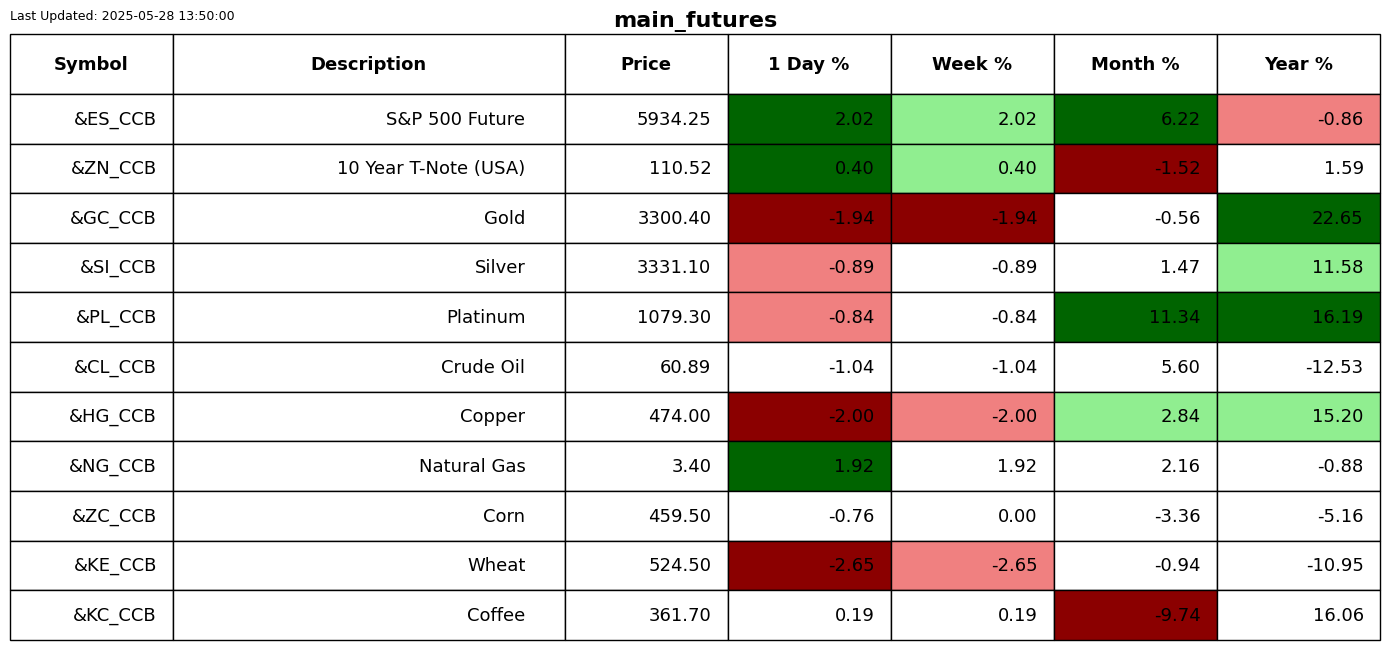 Last Updated: 2025-05-28 13:50:00
main_futures
Symbol Description Price 1 Day % Week % Month % Year %
&ES_CCB S&P 500 Future 5934.25 2.02 2.02 6.22 -0.86
&ZN_CCB 10 Year T-Note (USA) 110.52 0.40 0.40 -1.52 1.59
&GC_CCB Gold 3300.40 -1.94 -1.94 -0.56 22.65
&SI_CCB Silver 3331.10 -0.89 -0.89 1.47 11.58
&PL_CCB Platinum 1079.30 -0.84 -0.84 11.34 16.19
&CL_CCB Crude Oil 60.89 -1.04 -1.04 5.60 -12.53
&HG_CCB Copper 474.00 -2.00 -2.00 2.84 15.20
&NG_CCB Natural Gas 3.40 1.92 1.92 2.16 -0.88
&ZC_CCB Corn 459.50 -0.76 0.00 -3.36 -5.16
&KE_CCB Wheat 524.50 -2.65 -2.65 -0.94 -10.95
&KC_CCB Coffee 361.70 0.19 0.19 -9.74 16.06